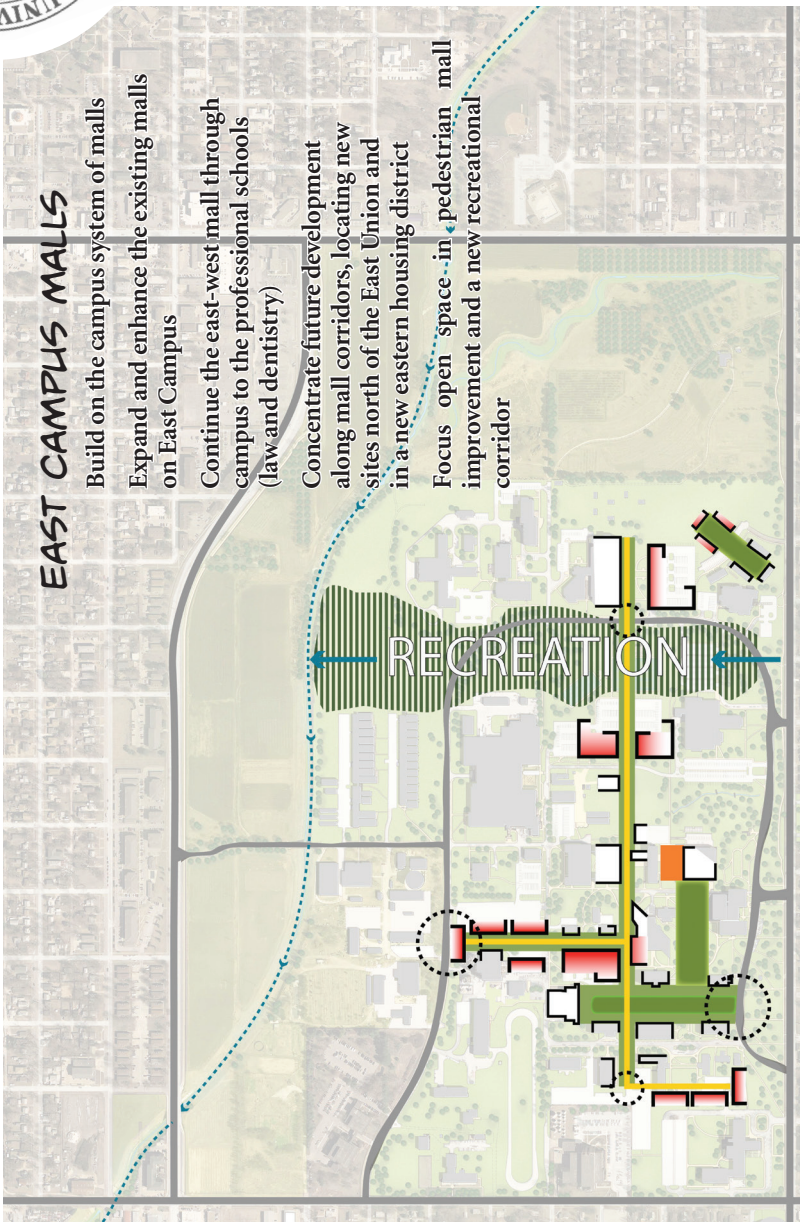 EAST CAMPUS MALLS
Build on the campus system of malls
Expand and enhance the existing malls
on East Campus
Continue the east-west mall through
campus to the professional schools
(law and dentistry)
Concentrate future development
along mall corridors, locating new
sites north of the East Union and
in a new eastern housing district
Focus open space in pedestrian mall
improvement and a new recreational
corridor
RECREATION